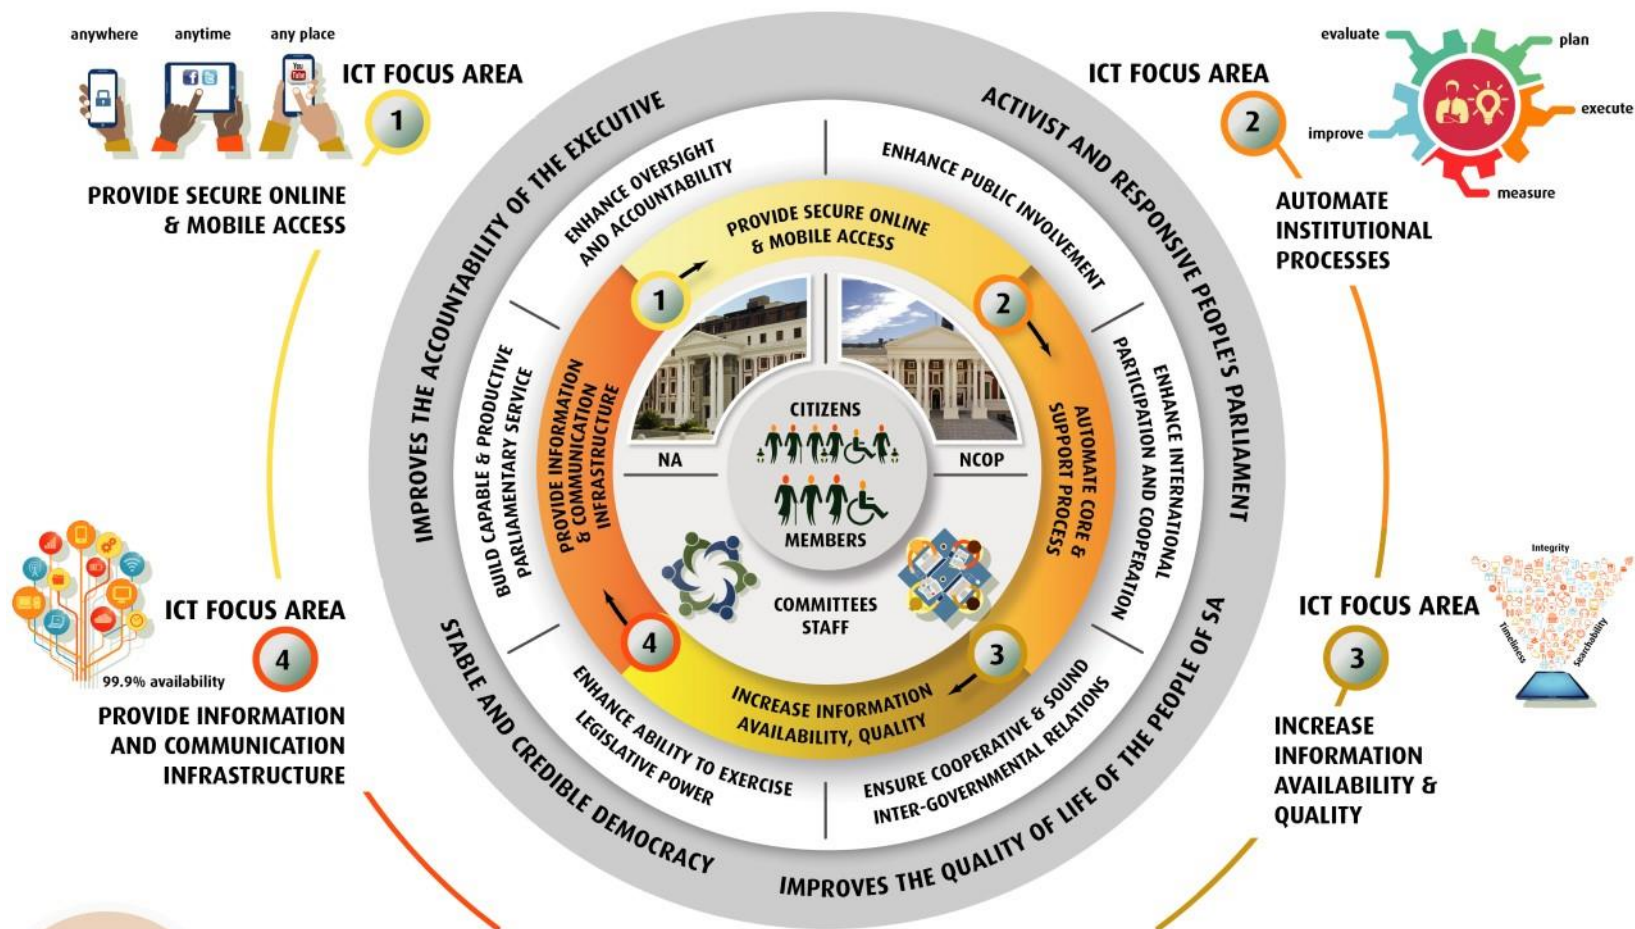 anywhere
anytime
any place
You
Tube
ICT FOCUS AREA
1
PROVIDE SECURE ONLINE
& MOBILE ACCESS
ICT FOCUS AREA
2
AUTOMATE
INSTITUTIONAL
PROCESSES
evaluate
plan
execute
improve
measure
IMPROVES THE ACCOUNTABILITY OF THE EXECUTIVE
ACTIVIST AND RESPONSIVE PEOPLE'S PARLIAMENT
IMPROVES THE QUALITY OF LIFE OF THE PEOPLE OF SA
STABLE AND CREDIBLE DEMOCRACY
ENHANCE OVERSIGHT
AND ACCOUNTABILITY
ENHANCE PUBLIC INVOLVEMENT
ENHANCE INTERNATIONAL
PARTICIPATION AND COOPERATION
ENSURE COOPERATIVE & SOUND
INTER-GOVERNMENTAL RELATIONS
ENHANCE ABILITY TO EXERCISE
LEGISLATIVE POWER
BUILD CAPABLE & PRODUCTIVE
PARLIAMENTARY SERVICE
1
PROVIDE SECURE ONLINE
& MOBILE ACCESS
2
AUTOMATE CORE &
SUPPORT PROCESS
3
INCREASE INFORMATION
AVAILABILITY, QUALITY
4
PROVIDE INFORMATION
& COMMUNICATION
INFRASTRUCTURE
NA
NCOP
CITIZENS
MEMBERS
COMMITTEES
STAFF
ICT FOCUS AREA
4
99.9% availability
PROVIDE INFORMATION
AND COMMUNICATION
INFRASTRUCTURE
ICT FOCUS AREA
3
INCREASE
INFORMATION
AVAILABILITY &
QUALITY
Integrity
Timeliness
Searchability